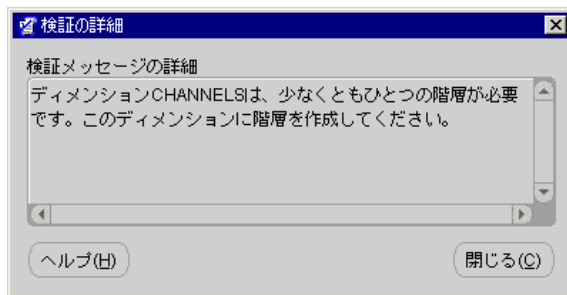 検証の詳細
検証メッセージの詳細
ディメンションCHANNELSは、少なくともひとつの階層が必要
です。このディメンションに階層を作成してください。
ヘルプ(H)
閉じる(C)